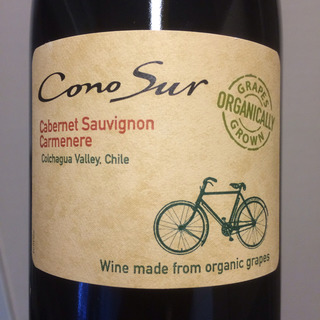 Cono Sur
GRAPES
ORGANICALLY
GROWN
Cabernet Sauvignon
Carmenere
Colchagua Valley, Chile
Wine made from organic grapes